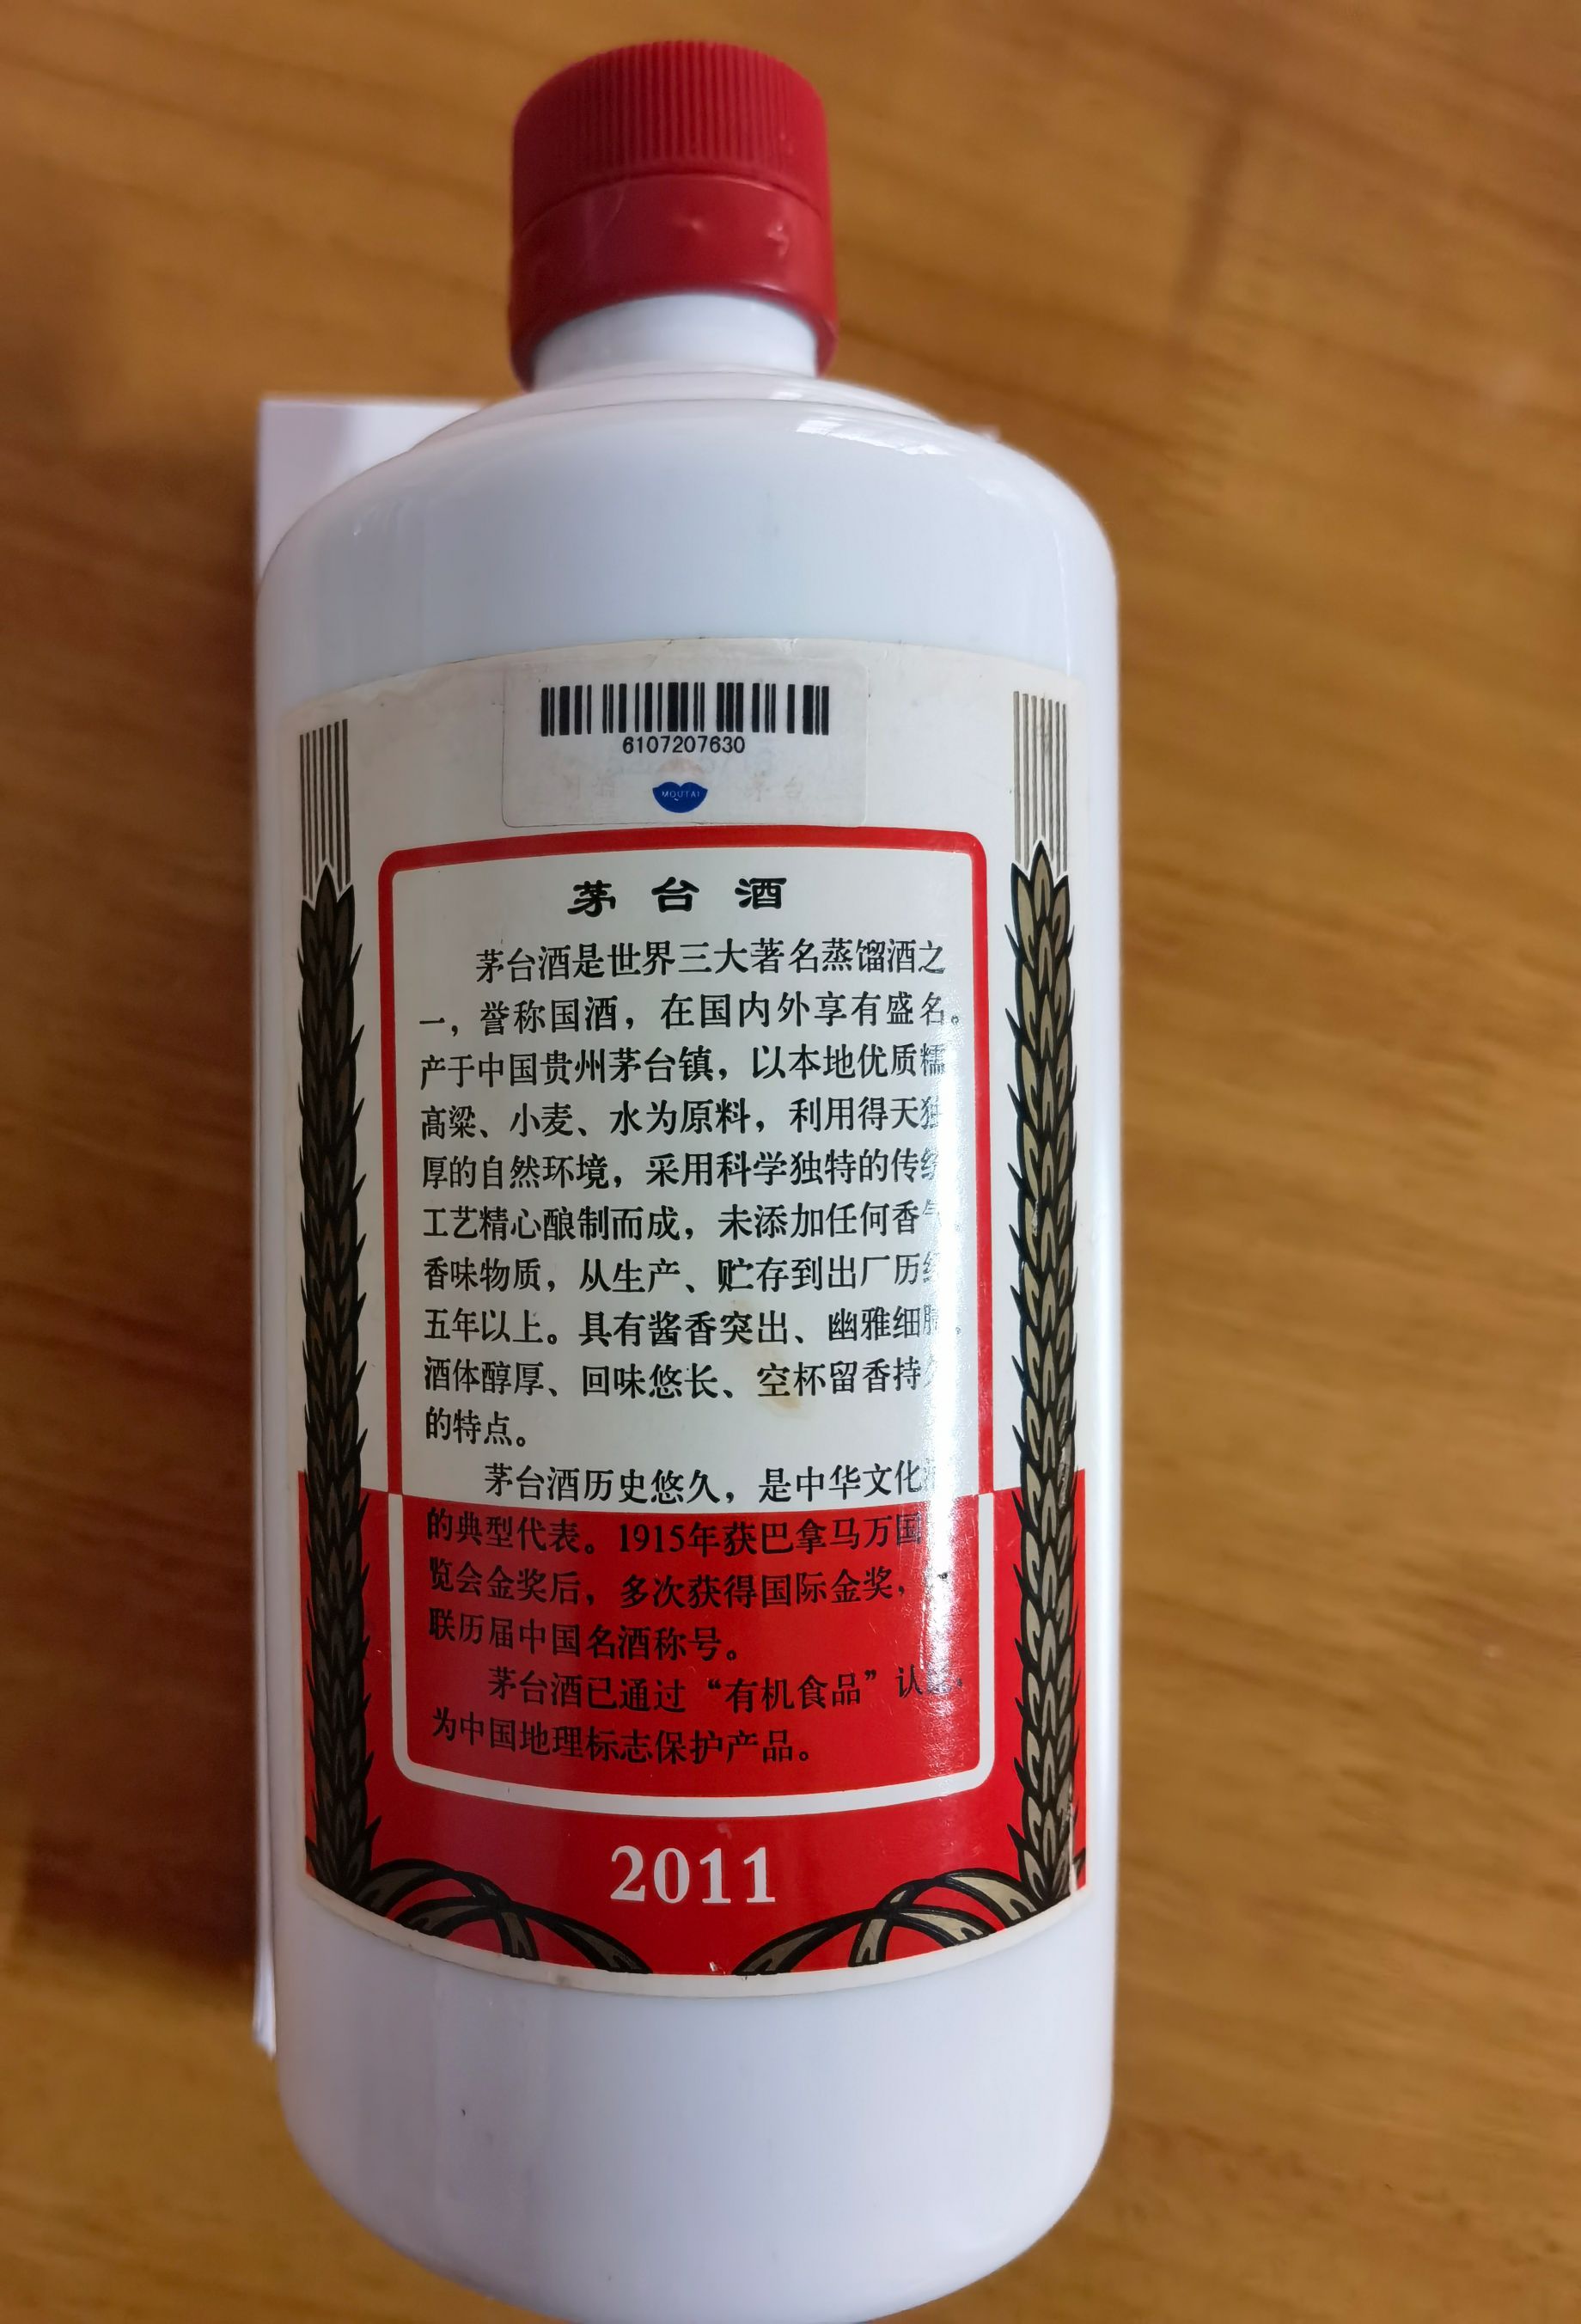 6107207630
MOUTAI
茅台
茅台酒
茅台酒是世界三大著名蒸馏酒之
一，誉称国酒，在国内外享有盛名。
产于中国贵州茅台镇，以本地优质糯
高粱、小麦、水为原料，利用得天独
厚的自然环境，采用科学独特的传统
工艺精心酿制而成，未添加任何香气
香味物质，从生产、贮存到出厂历经
五年以上。具有酱香突出、幽雅细腻、
酒体醇厚、回味悠长、空杯留香持久
的特点。
茅台酒历史悠久，是中华文化
的典型代表。1915年获巴拿马万国
览会金奖后，多次获得国际金奖，
联历届中国名酒称号。
茅台酒已通过“有机食品”认证，
为中国地理标志保护产品。
2011